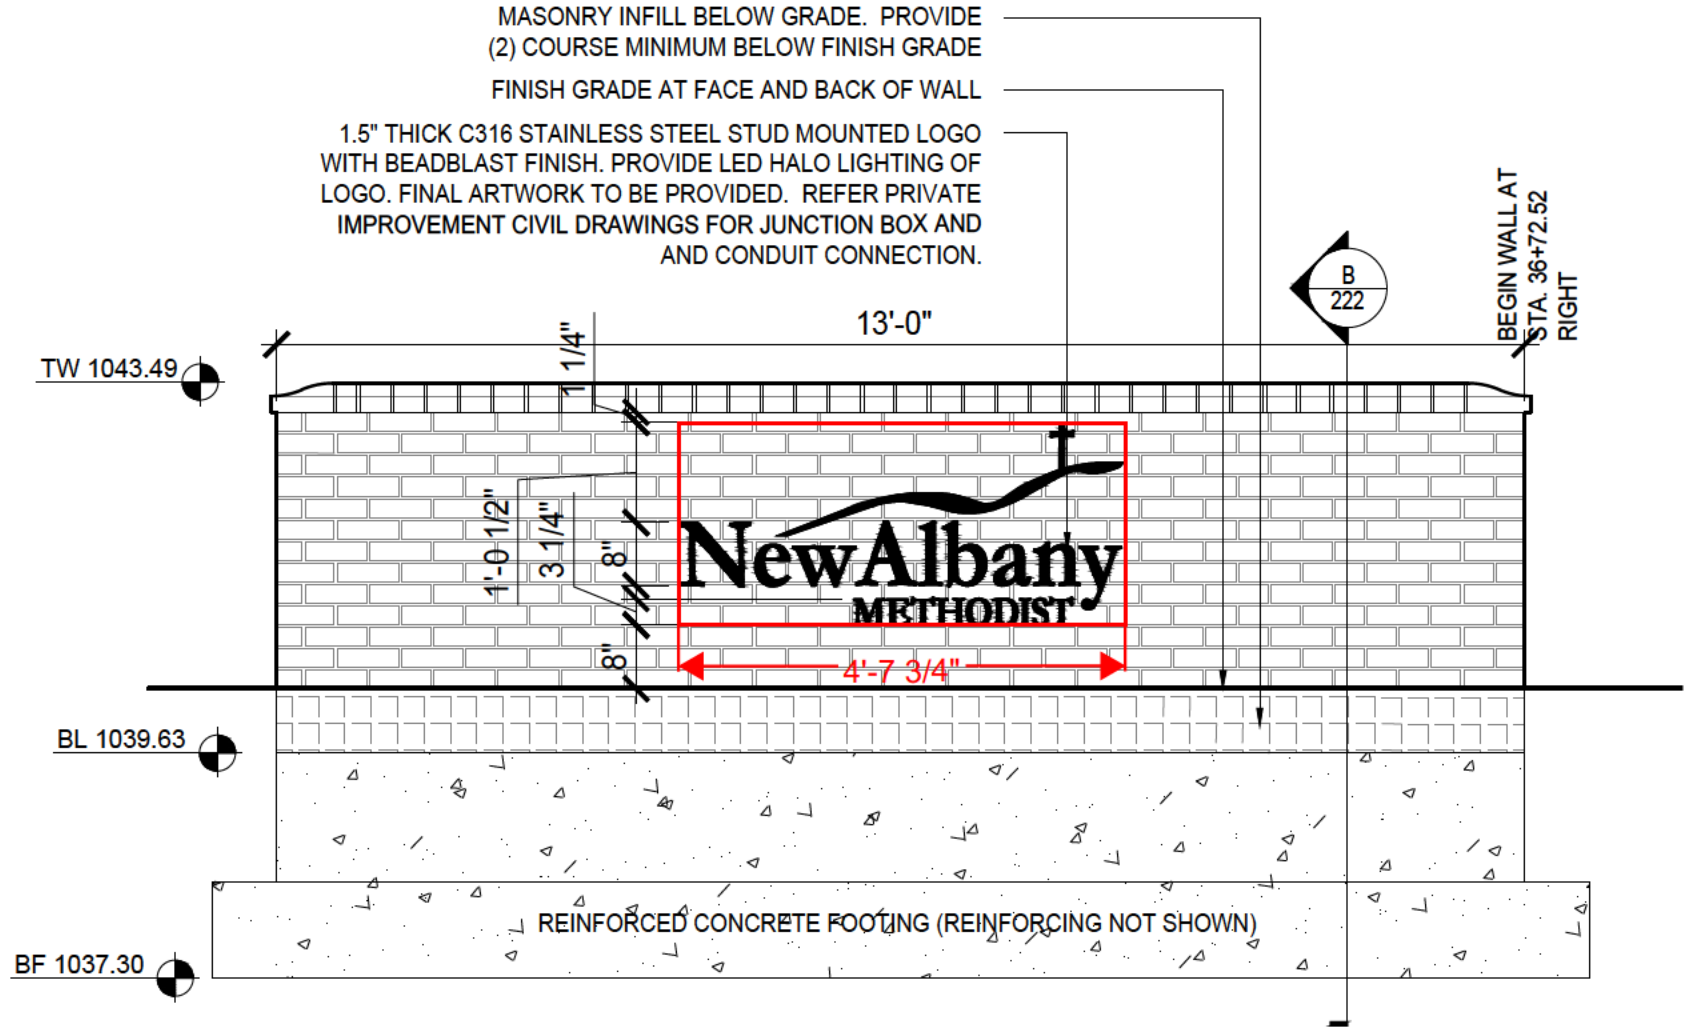 MASONRY INFILL BELOW GRADE. PROVIDE
(2) COURSE MINIMUM BELOW FINISH GRADE
FINISH GRADE AT FACE AND BACK OF WALL
1.5" THICK C316 STAINLESS STEEL STUD MOUNTED LOGO
WITH BEADBLAST FINISH. PROVIDE LED HALO LIGHTING OF
LOGO. FINAL ARTWORK TO BE PROVIDED. REFER PRIVATE
IMPROVEMENT CIVIL DRAWINGS FOR JUNCTION BOX AND
AND CONDUIT CONNECTION.
BEGIN WALL AT
STA. 36+72.52
RIGHT
B
222
13'-0"
1 1/4"
TW 1043.49
1'-0 1/2"
3 1/4"
8"
NewAlbany
METHODIST
8"
4'-7 3/4"
BL 1039.63
REINFORCED CONCRETE FOOTING (REINFORCING NOT SHOWN)
BF 1037.30